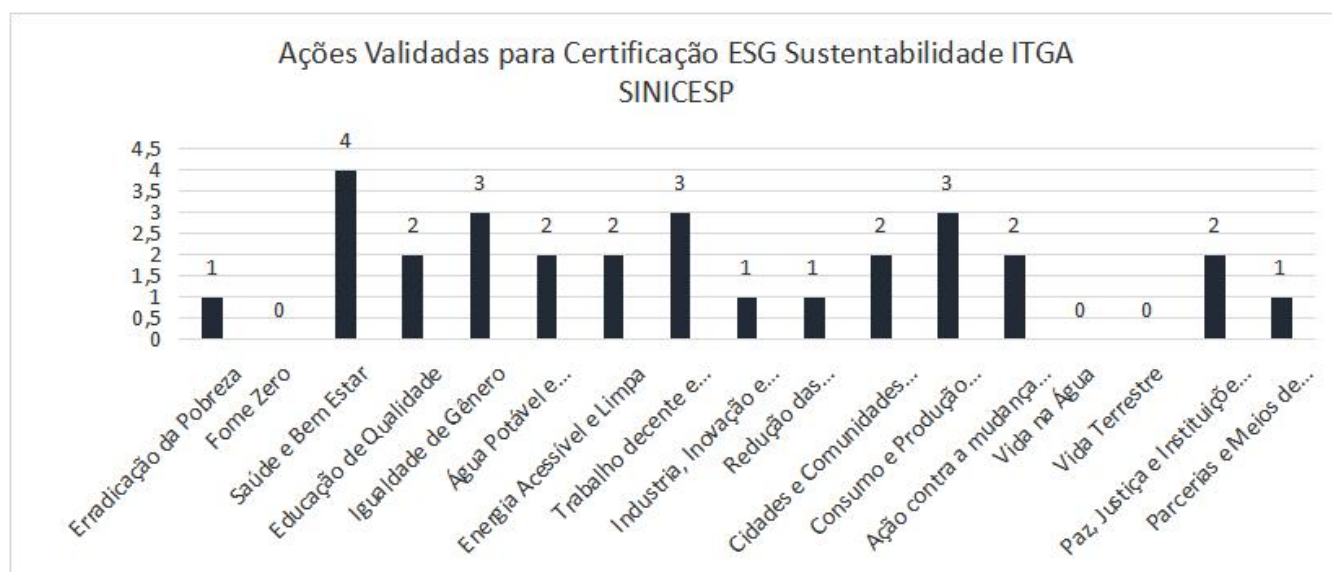 Ações Validadas para Certificação ESG Sustentabilidade ITGA
SINICESP
4,5
4
3,5
3
2,5
2
1,5
1
0,5
0
1
0
4
2
3
2
2
3
1
1
2
3
2
0
0
2
1
Erradicação da Pobreza
Fome Zero
Saúde e Bem Estar
Educação de Qualidade
Igualdade de Gênero
Água Potável e...
Energia Acessível e Limpa
Trabalho decente e...
Industria, Inovação e...
Redução das...
Cidades e Comunidades...
Consumo e Produção...
Ação contra a mudança...
Vida na Água
Vida Terrestre
Paz, Justiça e Instituiçõe...
Parcerias e Meios de...